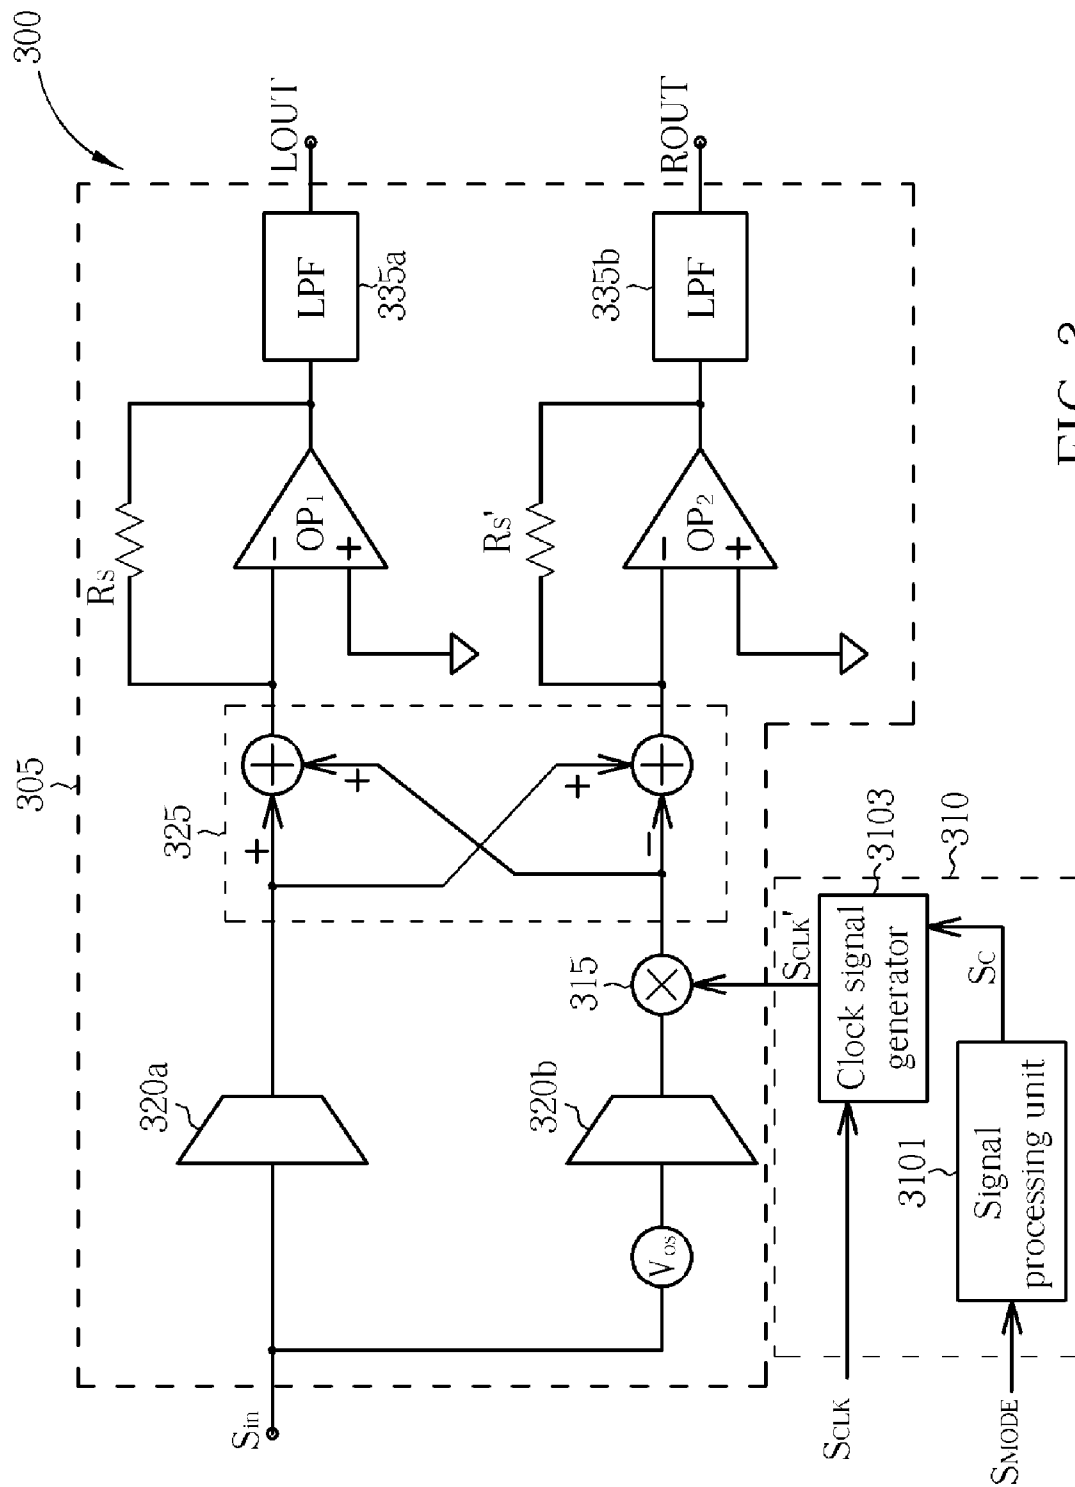 300
305
LOUT
ROUT
LPF
335a
LPF
335b
RS
OP1
RS'
OP2
325
+
+
+
−
−
+
−
+
315
320a
320b
Vos
Sin
SCLK'
3103
310
Clock signal
generator
SC
3101
Signal
processing unit
SCLK
SMODE